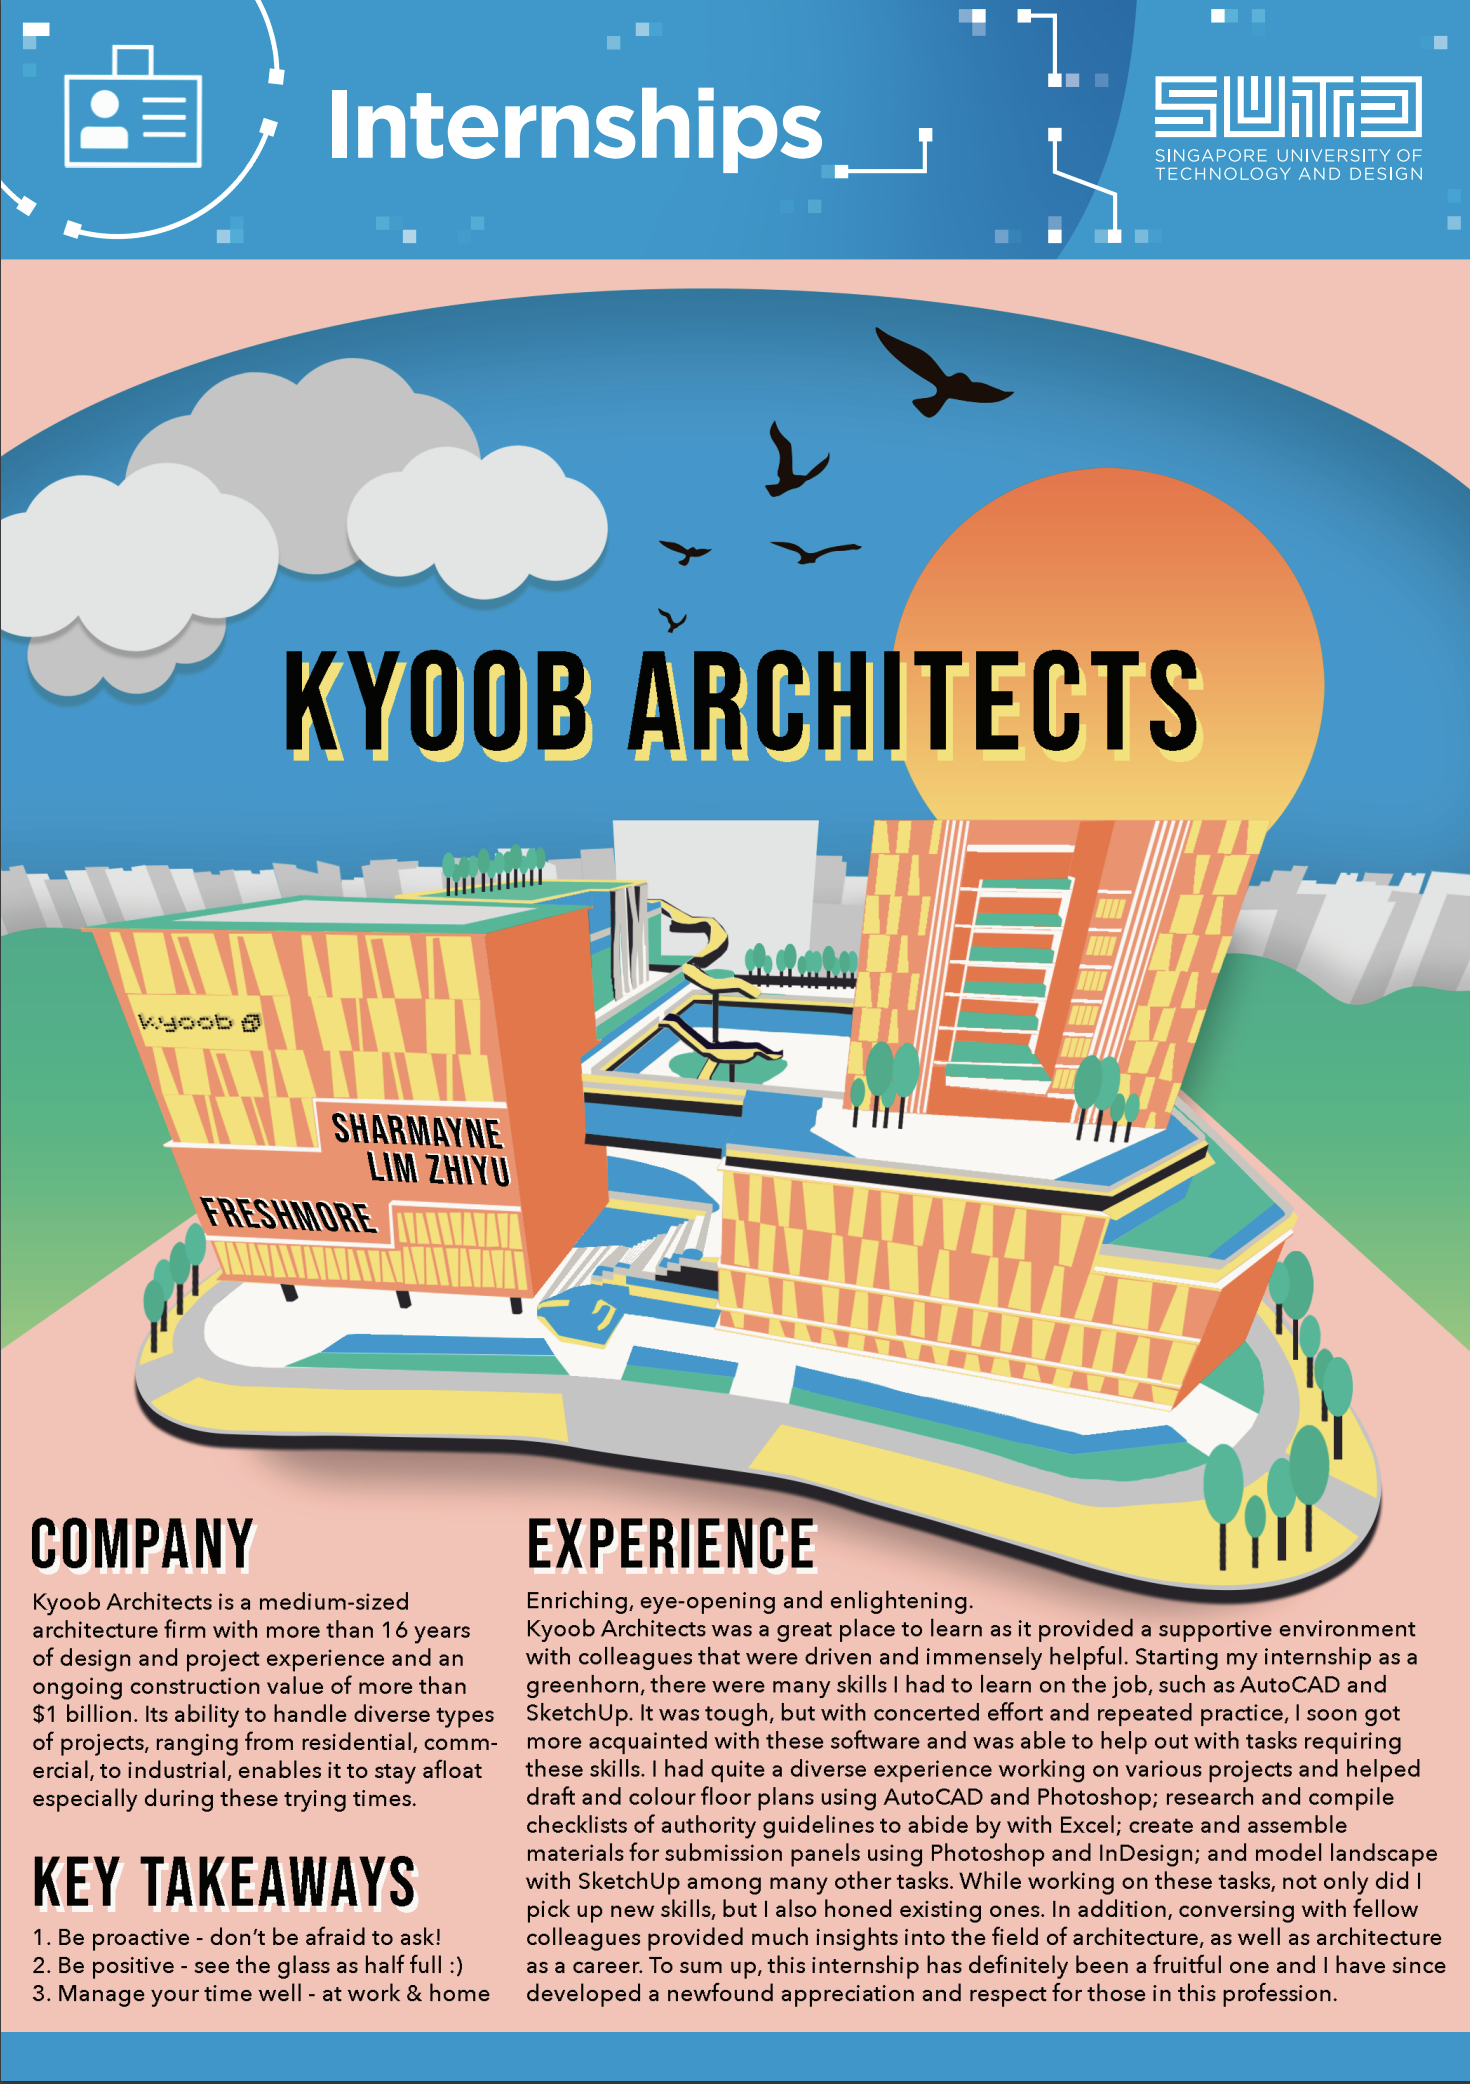 Internships
SUTD
SINGAPORE UNIVERSITY OF
TECHNOLOGY AND DESIGN
KYOOB ARCHITECTS
kyoob
SHARMAYNE
LIM ZHIYU
FRESHMORE
COMPANY
Kyoob Architects is a medium-sized
architecture firm with more than 16 years
of design and project experience and an
ongoing construction value of more than
$1 billion. Its ability to handle diverse types
of projects, ranging from residential, comm-
ercial, to industrial, enables it to stay afloat
especially during these trying times.
KEY TAKEAWAYS
1. Be proactive - don't be afraid to ask!
2. Be positive - see the glass as half full :)
3. Manage your time well - at work & home
EXPERIENCE
Enriching, eye-opening and enlightening.
Kyoob Architects was a great place to learn as it provided a supportive environment
with colleagues that were driven and immensely helpful. Starting my internship as a
greenhorn, there were many skills I had to learn on the job, such as AutoCAD and
SketchUp. It was tough, but with concerted effort and repeated practice, I soon got
more acquainted with these software and was able to help out with tasks requiring
these skills. I had quite a diverse experience working on various projects and helped
draft and colour floor plans using AutoCAD and Photoshop; research and compile
checklists of authority guidelines to abide by with Excel; create and assemble
materials for submission panels using Photoshop and InDesign; and model landscape
with SketchUp among many other tasks. While working on these tasks, not only did I
pick up new skills, but I also honed existing ones. In addition, conversing with fellow
colleagues provided much insights into the field of architecture, as well as architecture
as a career. To sum up, this internship has definitely been a fruitful one and I have since
developed a newfound appreciation and respect for those in this profession.